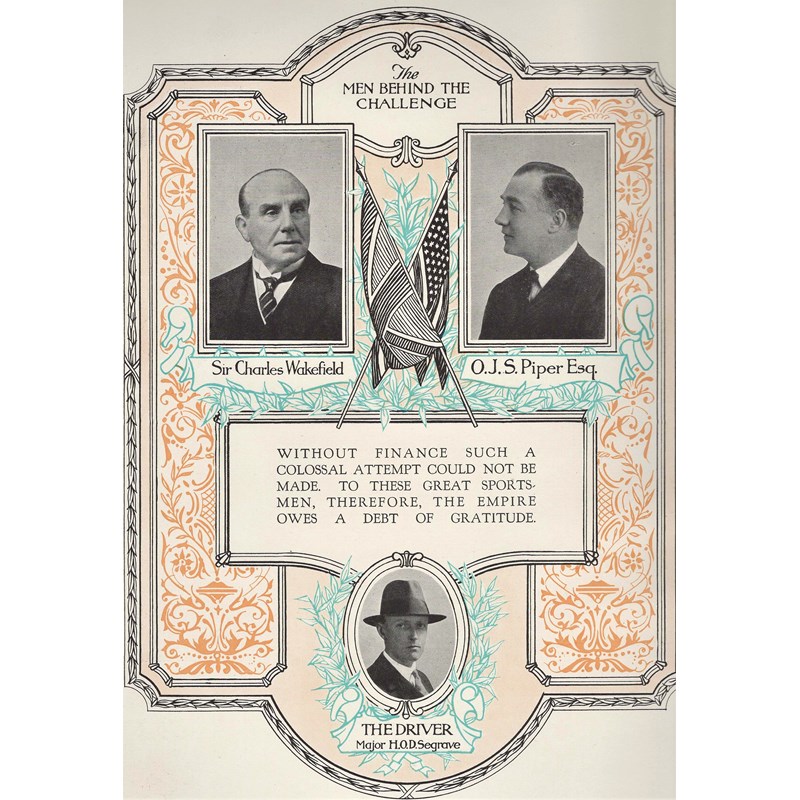 The
MEN BEHIND THE
CHALLENGE
Sir Charles Wakefield
O.J.S. Piper Esq.
WITHOUT FINANCE SUCH A
COLOSSAL ATTEMPT COULD NOT BE
MADE. TO THESE GREAT SPORTS-
MEN, THEREFORE, THE EMPIRE
OWES A DEBT OF GRATITUDE.
THE DRIVER
Major H.O.D. Segrave